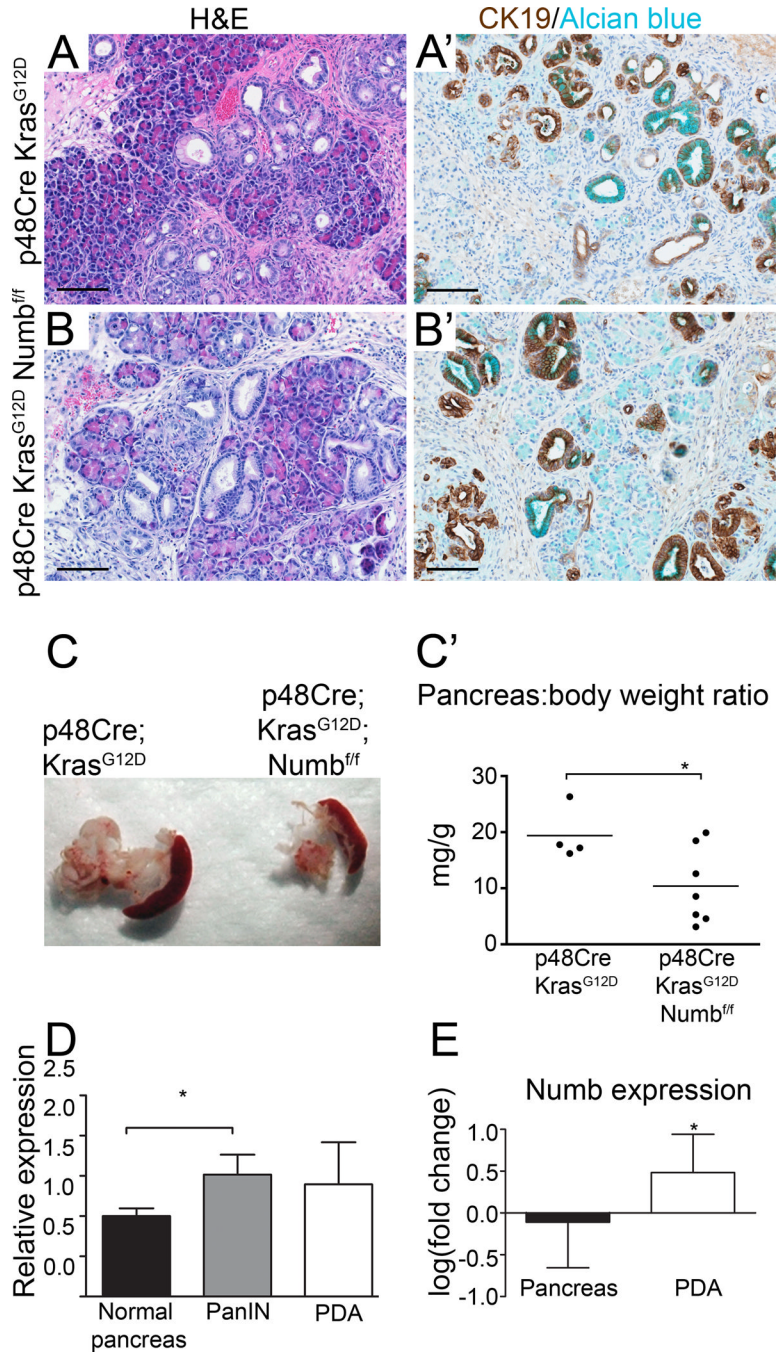 H&E
CK19/Alcian blue
p48Cre Kras^G12D
A
A'
p48Cre Kras^G12D Numb^f/f
B
B'
C
C'
p48Cre;
Kras^G12D
p48Cre;
Kras^G12D;
Numb^f/f
Pancreas:body weight ratio
*
mg/g
30
20
10
0
p48Cre
Kras^G12D
p48Cre
Kras^G12D
Numb^f/f
D
Relative expression
2.5
2.0
1.5
1.0
0.5
0.0
*
Normal
pancreas
PanIN
PDA
E
Numb expression
log(fold change)
1.0
0.5
0.0
-0.5
-1.0
*
Pancreas
PDA